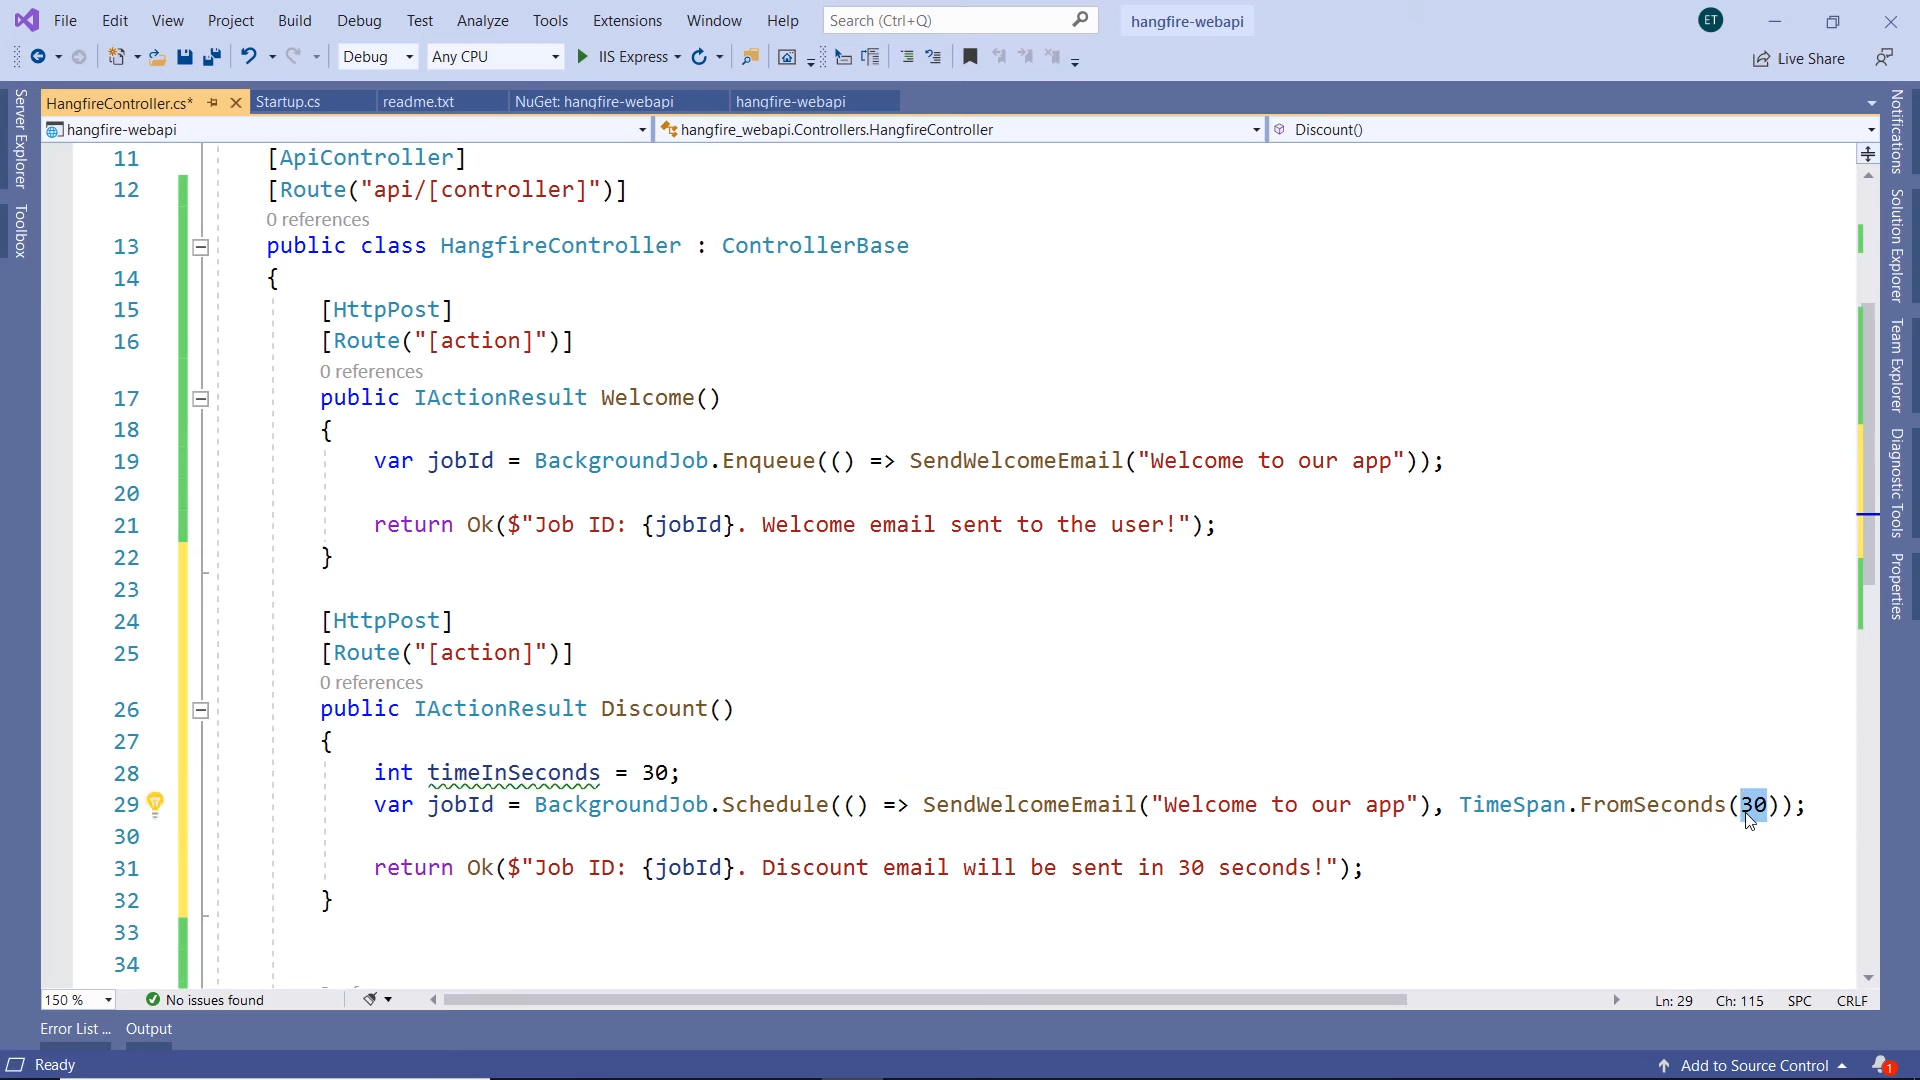 File Edit View Project Build Debug Test Analyze Tools Extensions Window Help Search (Ctrl+Q) hangfire-webapi ET
Debug Any CPU IIS Express Live Share
HangfireController.cs* Startup.cs readme.txt NuGet: hangfire-webapi hangfire-webapi
hangfire-webapi hangfire_webapi.Controllers.HangfireController Discount()
Server Explorer
Toolbox
11 [ApiController]
12 [Route("api/[controller]")]
0 references
13 public class HangfireController : ControllerBase
14 {
15 [HttpPost]
16 [Route("[action]")]
0 references
17 public IActionResult Welcome()
18 {
19 var jobId = BackgroundJob.Enqueue(() => SendWelcomeEmail("Welcome to our app"));
20
21 return Ok($"Job ID: {jobId}. Welcome email sent to the user!");
22 }
23
24 [HttpPost]
25 [Route("[action]")]
0 references
26 public IActionResult Discount()
27 {
28 int timeInSeconds = 30;
29 var jobId = BackgroundJob.Schedule(() => SendWelcomeEmail("Welcome to our app"), TimeSpan.FromSeconds(30));
30
31 return Ok($"Job ID: {jobId}. Discount email will be sent in 30 seconds!");
32 }
33
34
Notifications
Solution Explorer
Team Explorer
Diagnostic Tools
Properties
150 % No issues found Ln: 29 Ch: 115 SPC CRLF
Error List ... Output
Ready Add to Source Control 1